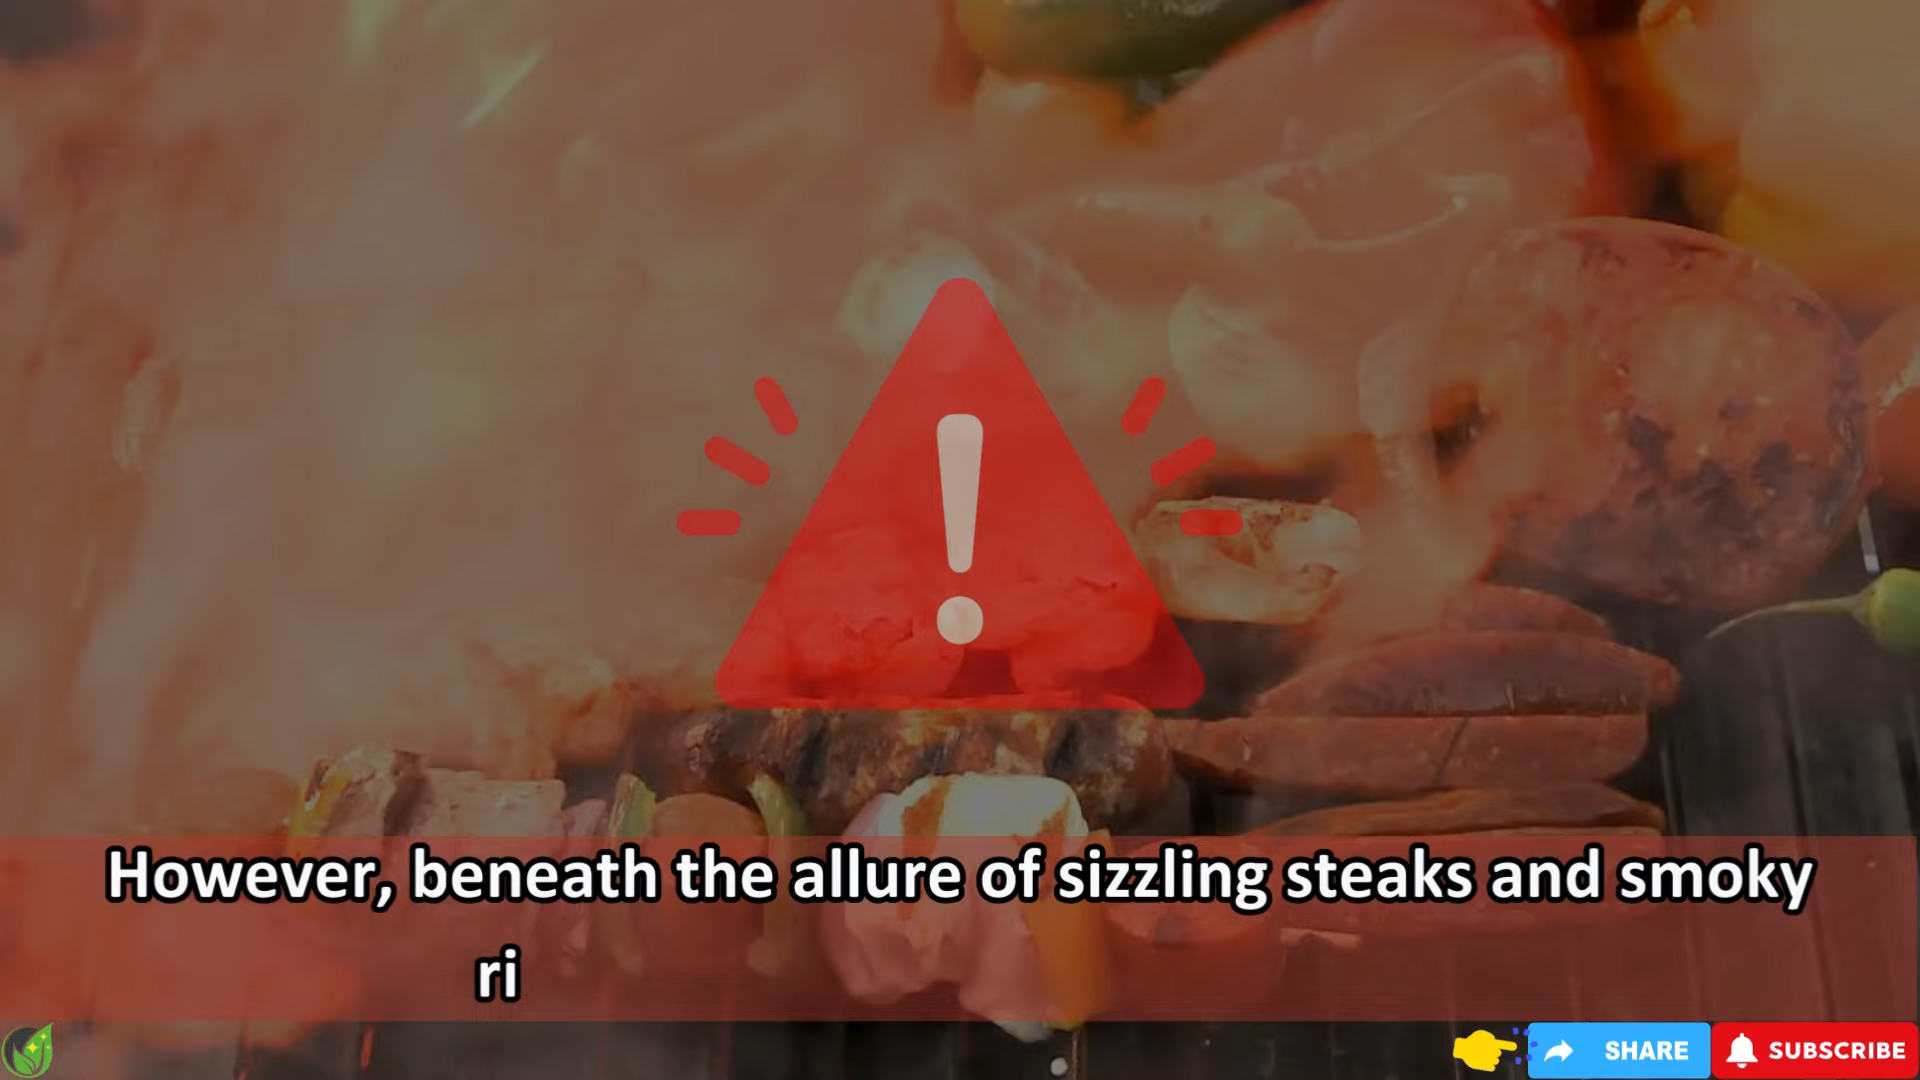 However, beneath the allure of sizzling steaks and smoky
ri
SHARE
SUBSCRIBE